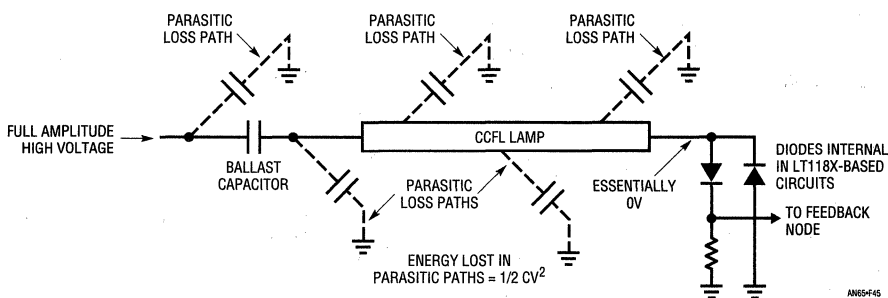 PARASITIC
LOSS PATH
PARASITIC
LOSS PATH
PARASITIC
LOSS PATH
FULL AMPLITUDE
HIGH VOLTAGE
BALLAST
CAPACITOR
CCFL LAMP
PARASITIC
LOSS PATHS
ESSENTIALLY
0V
DIODES INTERNAL
IN LT118X-BASED
CIRCUITS
TO FEEDBACK
NODE
ENERGY LOST IN
PARASITIC PATHS = 1/2 CV²
AN65•F45